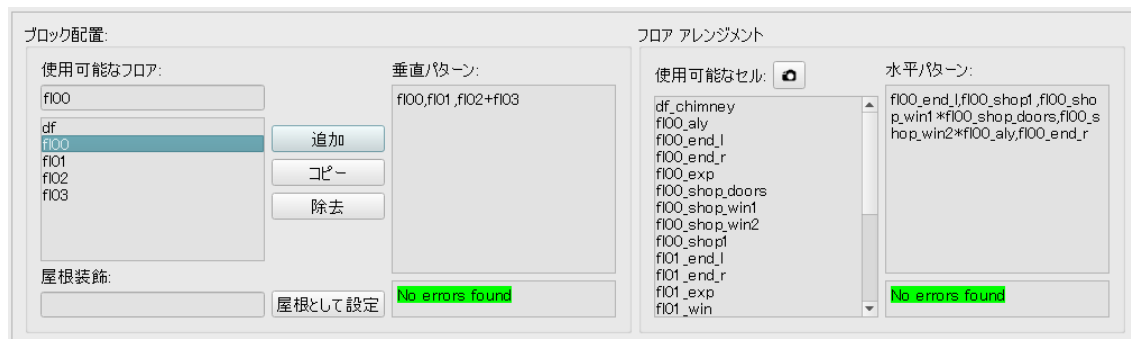 ブロック配置:
使用可能なフロア:
fl00
df
fl00
fl01
fl02
fl03
追加
コピー
除去
屋根装飾:
屋根として設定
垂直パターン:
fl00,fl01,fl02+fl03
No errors found
フロア アレンジメント
使用可能なセル:
df_chimney
fl00_aly
fl00_end_l
fl00_end_r
fl00_exp
fl00_shop_doors
fl00_shop_win1
fl00_shop_win2
fl00_shop1
fl01_end_l
fl01_end_r
fl01_exp
fl01_win
水平パターン:
fl00_end_l,fl00_shop1,fl00_sho
p_win1*fl00_shop_doors,fl00_s
hop_win2*fl00_aly,fl00_end_r
No errors found